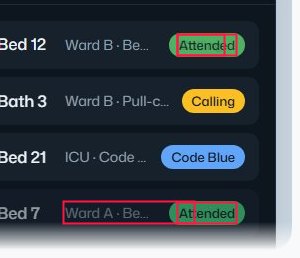 Bed 12 Ward B · Be... Attended
Bath 3 Ward B · Pull-c... Calling
Bed 21 ICU · Code ... Code Blue
Bed 7 Ward A · Be... Attended